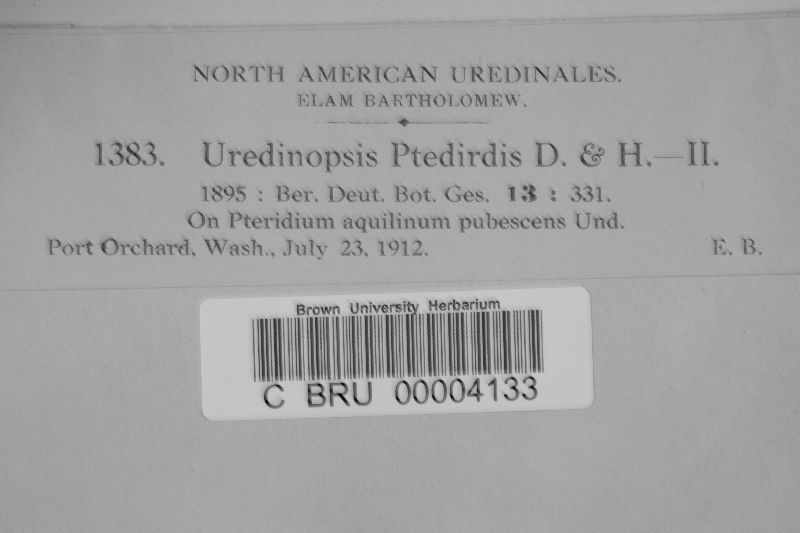 NORTH AMERICAN UREDINALES.
ELAM BARTHOLOMEW.
1383. Uredinopsis Ptedirdis D. & H.—II.
1895 : Ber. Deut. Bot. Ges. 13 : 331.
On Pteridium aquilinum pubescens Und.
Port Orchard, Wash., July 23, 1912. E. B.
Brown University Herbarium
C BRU 00004133